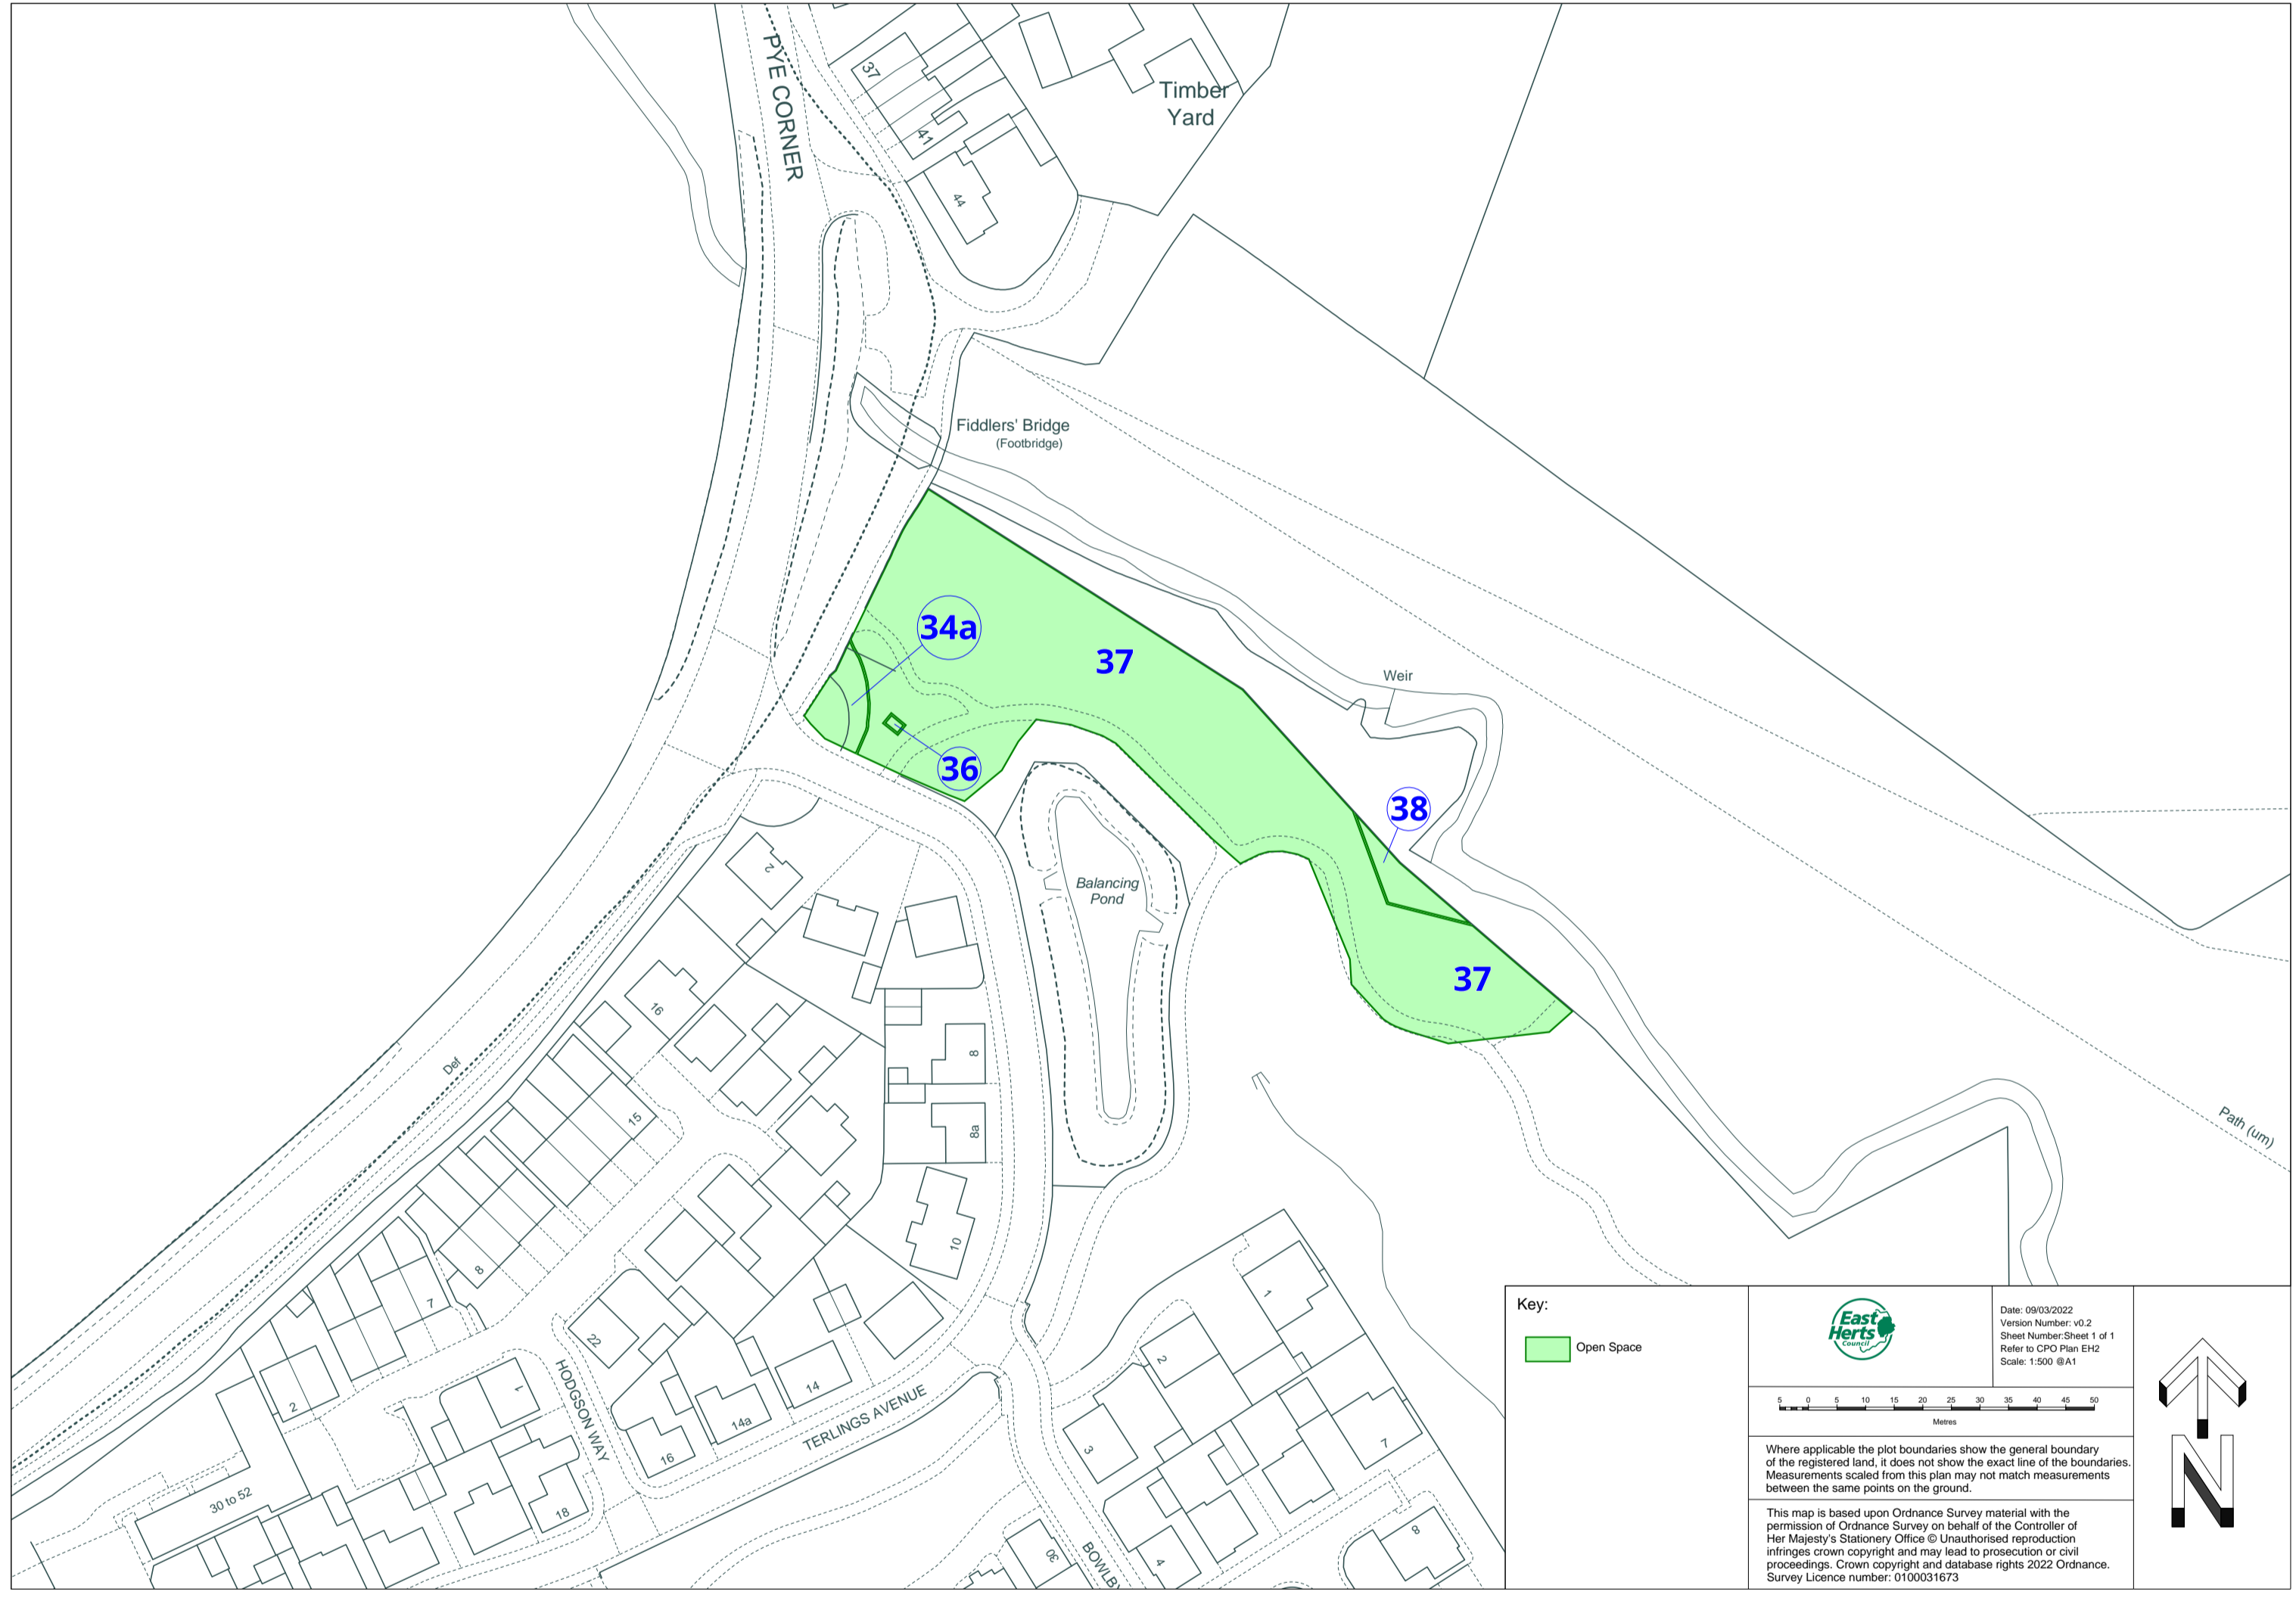 PYE CORNER
37
41
44
Timber
Yard
Fiddlers' Bridge
(Footbridge)
34a
37
Weir
36
38
Balancing
Pond
37
2
16
Def
15
8
8a
10
8
7
22
2
1
HODGSON WAY
14
14a
16
TERLINGS AVENUE
18
30 to 52
1
2
3
7
4
8
30
BOWLBY
Path (um)
Key:
Open Space
East
Herts
Council
Date: 09/03/2022
Version Number: v0.2
Sheet Number:Sheet 1 of 1
Refer to CPO Plan EH2
Scale: 1:500 @A1
5 0 5 10 15 20 25 30 35 40 45 50
Metres
Where applicable the plot boundaries show the general boundary
of the registered land, it does not show the exact line of the boundaries.
Measurements scaled from this plan may not match measurements
between the same points on the ground.
This map is based upon Ordnance Survey material with the
permission of Ordnance Survey on behalf of the Controller of
Her Majesty's Stationery Office © Unauthorised reproduction
infringes crown copyright and may lead to prosecution or civil
proceedings. Crown copyright and database rights 2022 Ordnance.
Survey Licence number: 0100031673
N